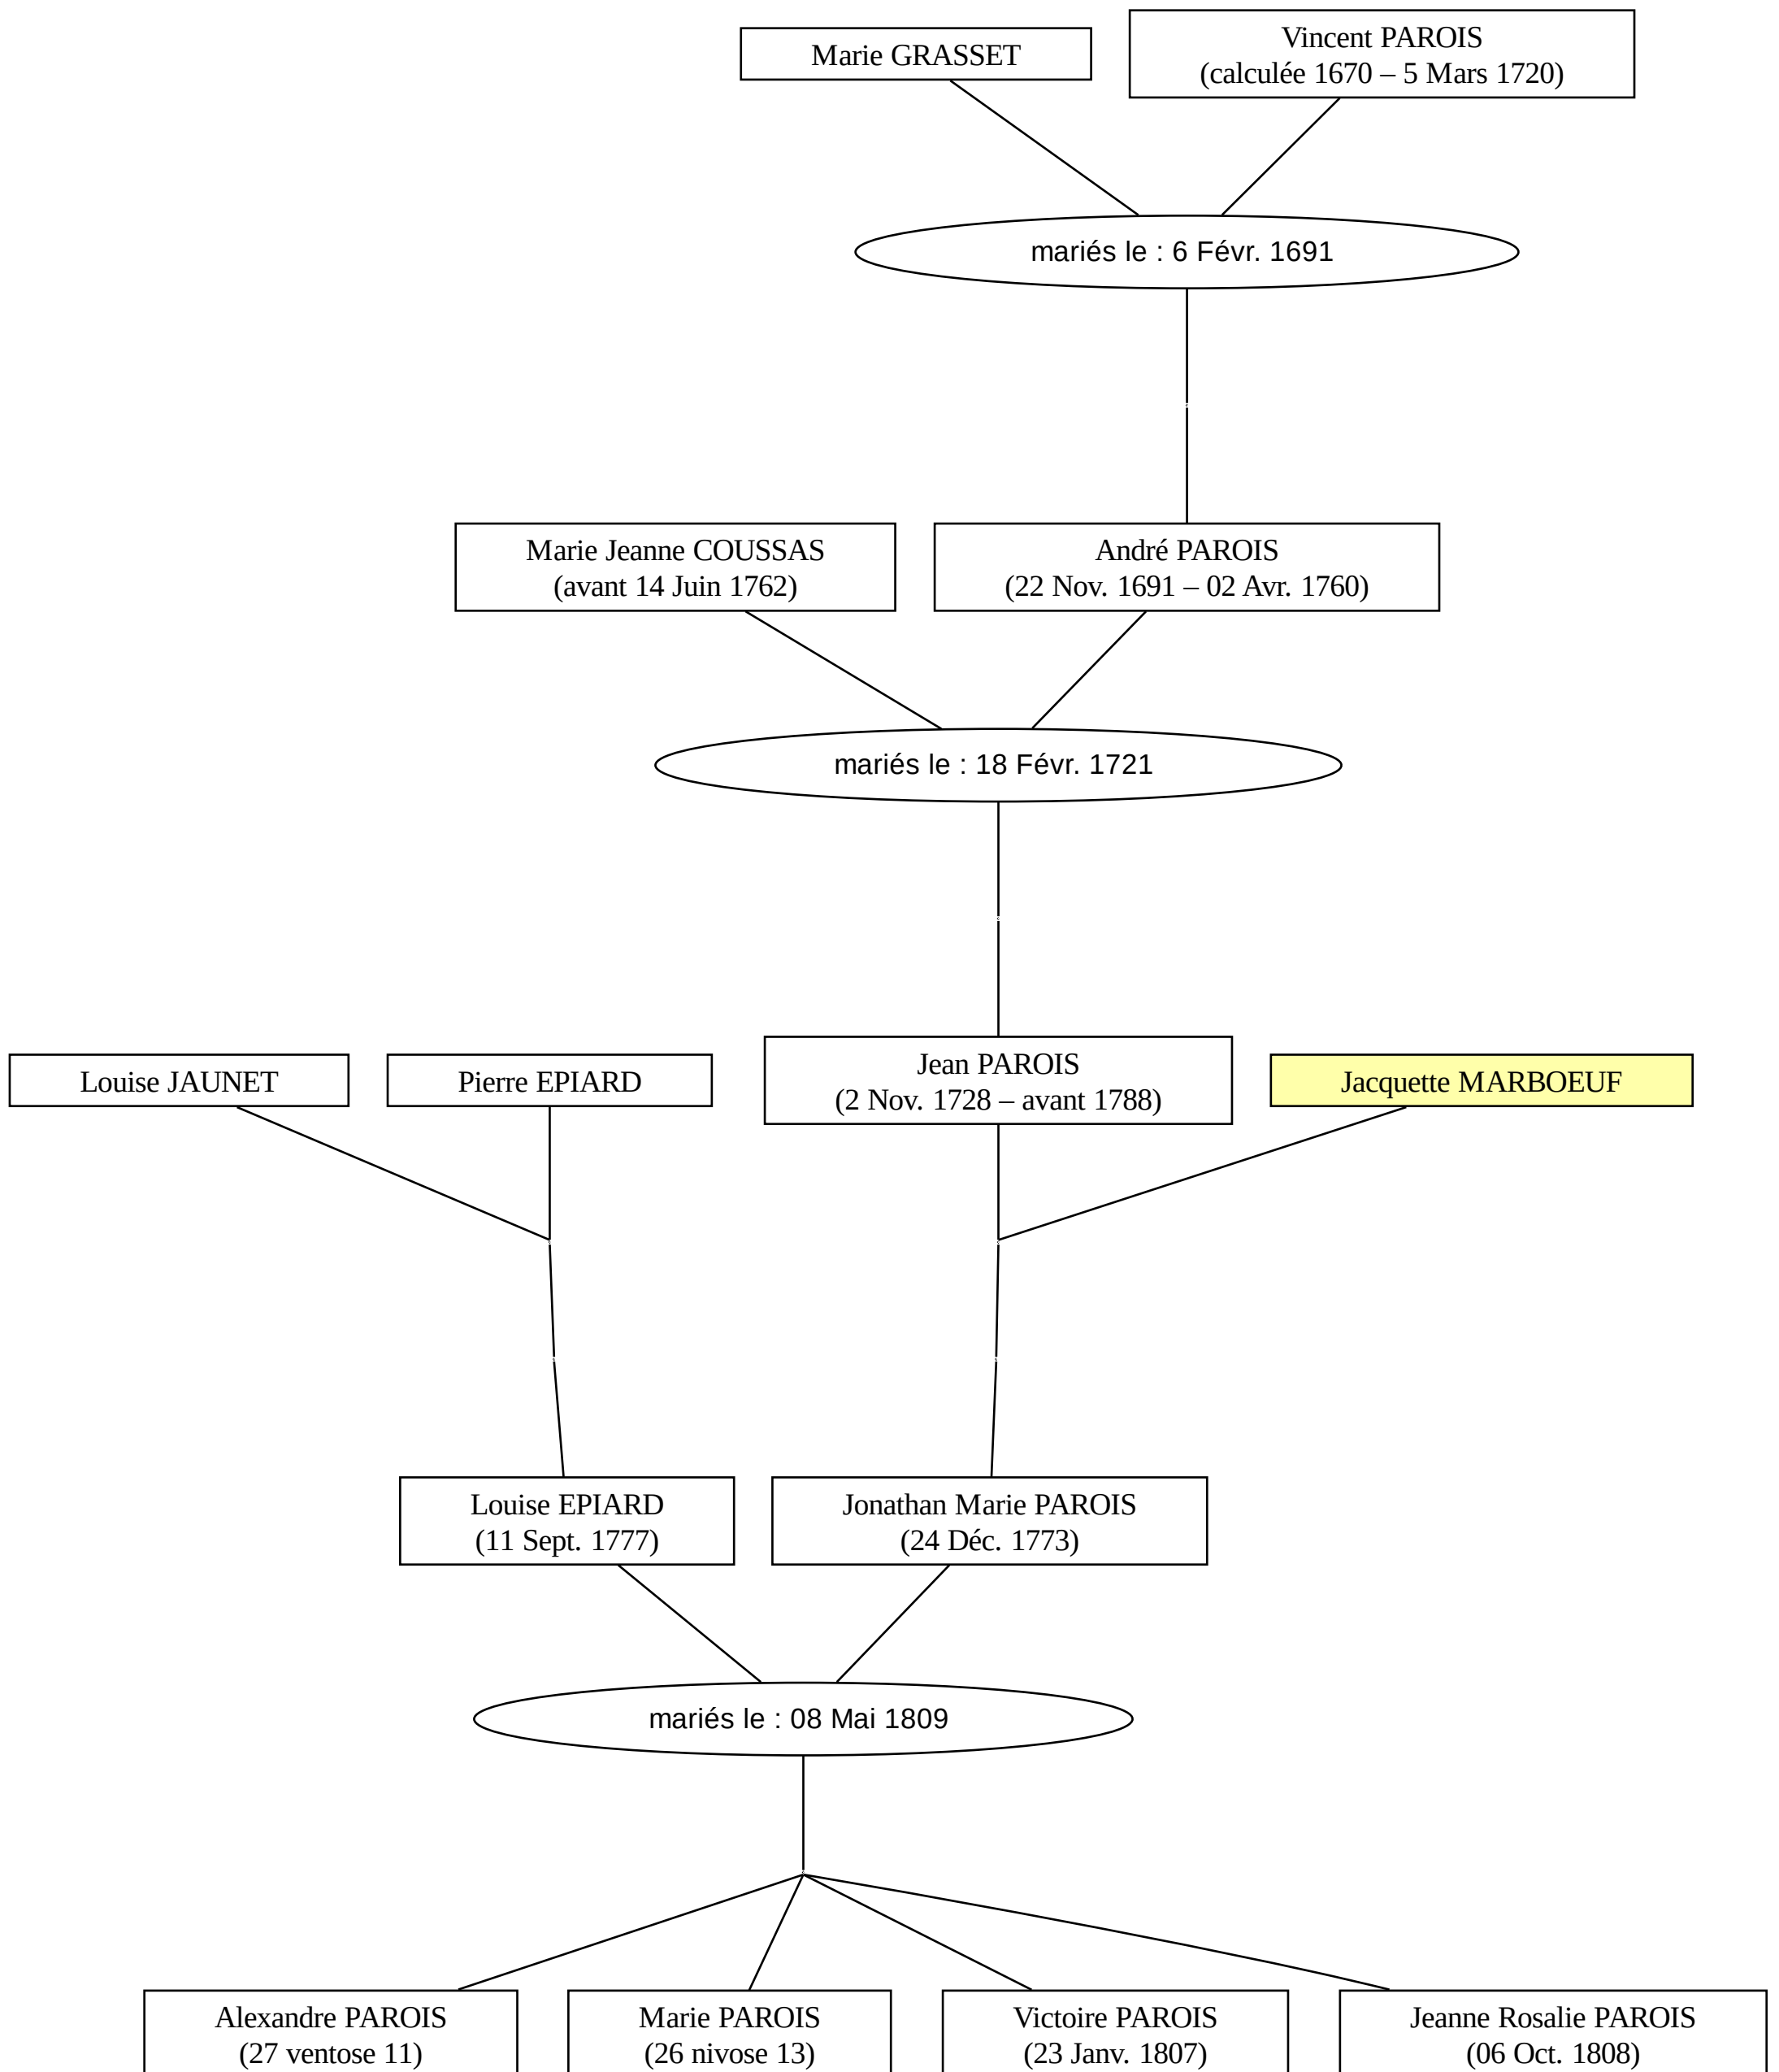 Marie GRASSET
Vincent PAROIS
(calculée 1670 – 5 Mars 1720)
mariés le : 6 Févr. 1691
Marie Jeanne COUSSAS
(avant 14 Juin 1762)
André PAROIS
(22 Nov. 1691 – 02 Avr. 1760)
mariés le : 18 Févr. 1721
Louise JAUNET
Pierre EPIARD
Jean PAROIS
(2 Nov. 1728 – avant 1788)
Jacquette MARBOEUF
Louise EPIARD
(11 Sept. 1777)
Jonathan Marie PAROIS
(24 Déc. 1773)
mariés le : 08 Mai 1809
Alexandre PAROIS
(27 ventose 11)
Marie PAROIS
(26 nivose 13)
Victoire PAROIS
(23 Janv. 1807)
Jeanne Rosalie PAROIS
(06 Oct. 1808)